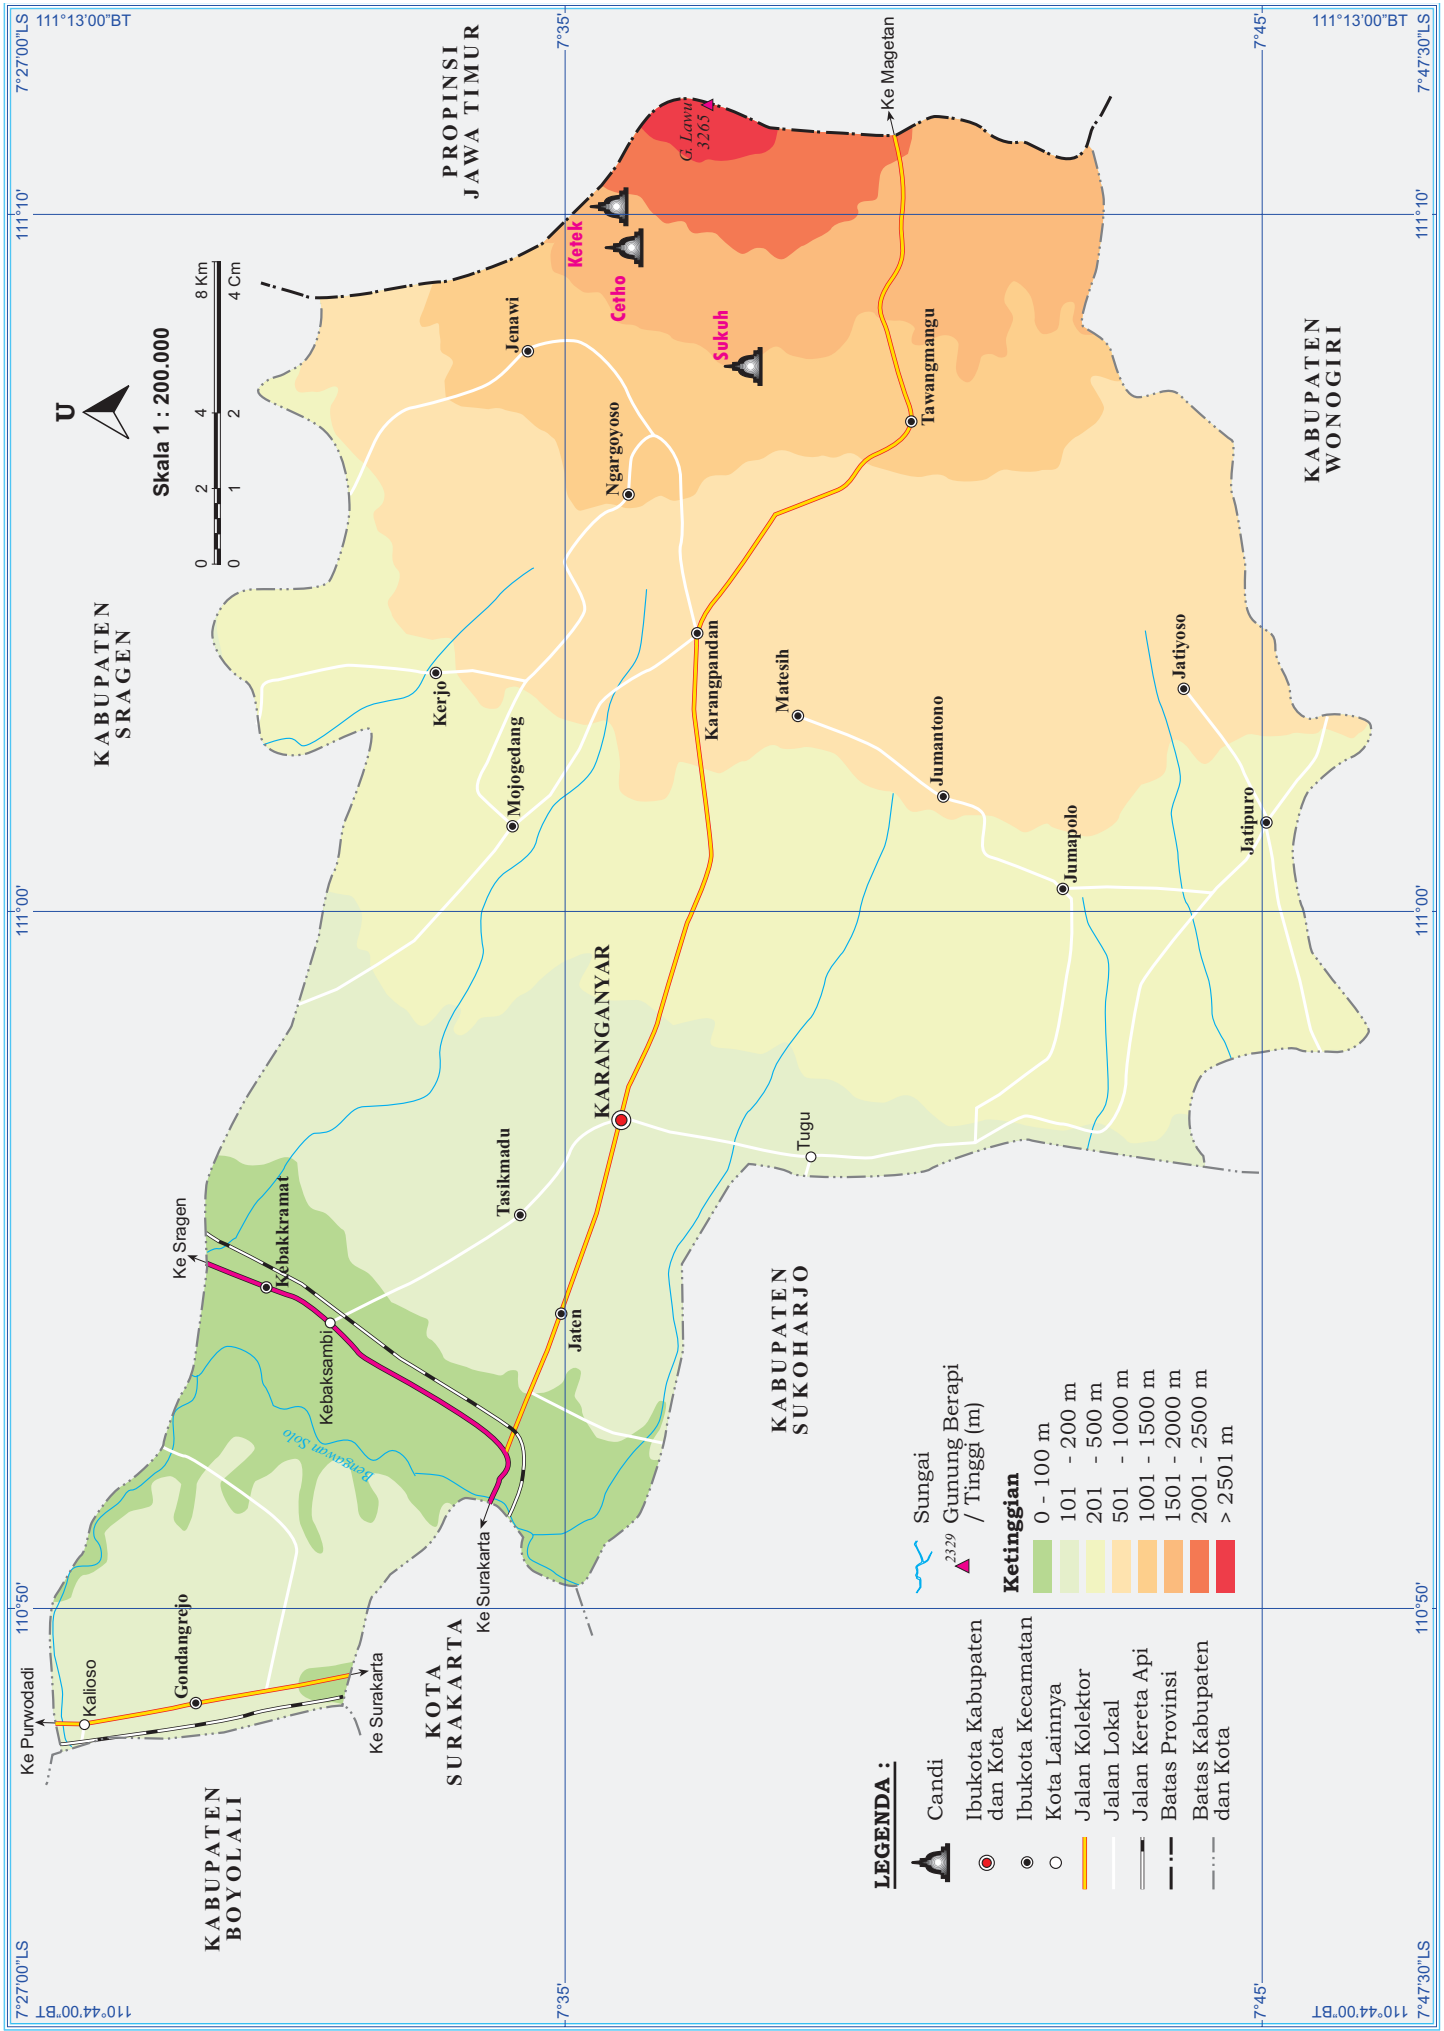 7°27'00"LS
110°44'00"BT
110°50'
111°00'
111°10'
7°27'00"LS
111°13'00"BT
7°35'
7°35'
7°45'
7°45'
110°44'00"BT
7°47'30"LS
110°50'
111°00'
111°10'
111°13'00"BT
7°47'30"LS
U
Skala 1 : 200.000
0 2 4 8 Km
0 1 2 4 Cm
KABUPATEN
SRAGEN
PROPINSI
JAWA TIMUR
KABUPATEN
BOYOLALI
KOTA
SURAKARTA
KABUPATEN
SUKOHARJO
KABUPATEN
WONOGIRI
Ke Purwodadi
Kalioso
Gondangrejo
Ke Surakarta
Ke Surakarta
Bengawan Solo
Ke Sragen
Kebakkramat
Kebaksambi
Jaten
Tasikmadu
KARANGANYAR
Tugu
Mojogedang
Kerjo
Karangpandan
Matesih
Jumantono
Jumapolo
Jatipuro
Jatiyoso
Ngargoyoso
Jenawi
Tawangmangu
Ketek
Cetho
Sukuh
G. Lawu
3265
Ke Magetan
LEGENDA :
Candi
Ibukota Kabupaten
dan Kota
Ibukota Kecamatan
Kota Lainnya
Jalan Kolektor
Jalan Lokal
Jalan Kereta Api
Batas Provinsi
Batas Kabupaten
dan Kota
Sungai
2329
Gunung Berapi
/ Tinggi (m)
Ketinggian
0 - 100 m
101 - 200 m
201 - 500 m
501 - 1000 m
1001 - 1500 m
1501 - 2000 m
2001 - 2500 m
> 2501 m